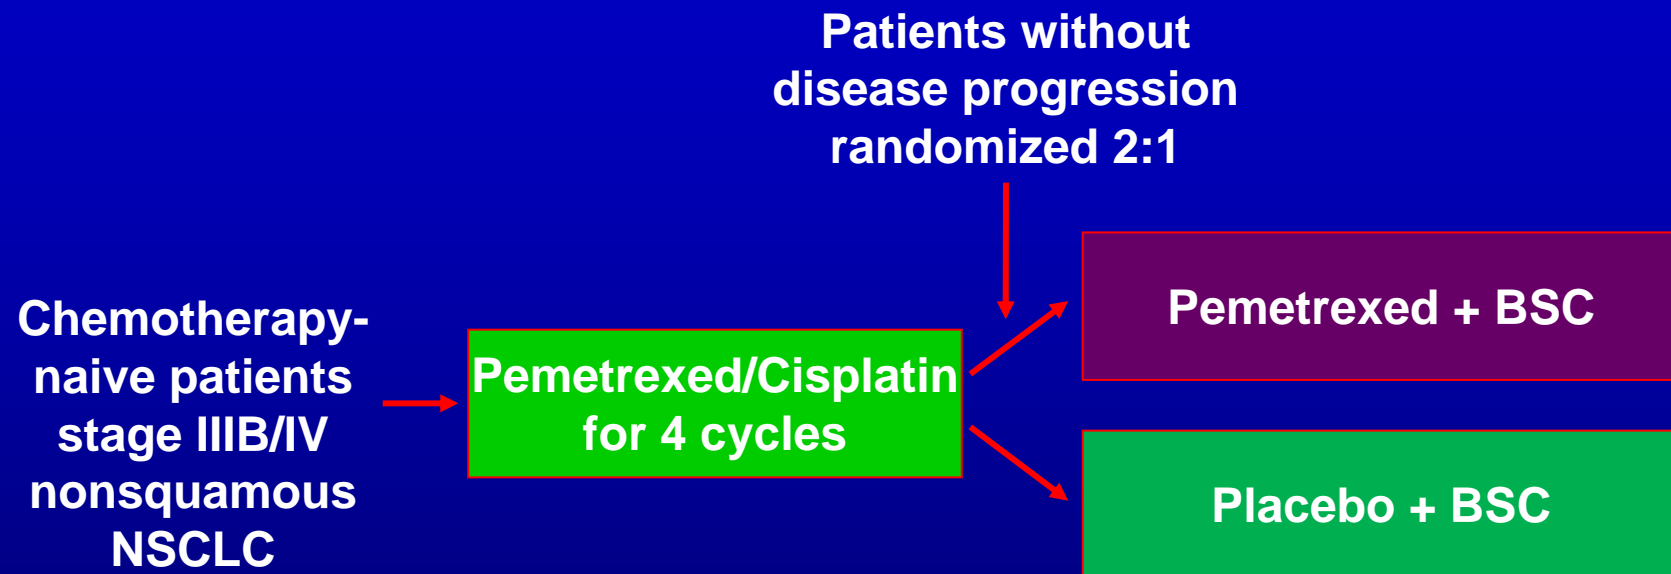 Patients without
disease progression
randomized 2:1
Chemotherapy-
naive patients
stage IIIB/IV
nonsquamous
NSCLC
Pemetrexed/Cisplatin
for 4 cycles
Pemetrexed + BSC
Placebo + BSC